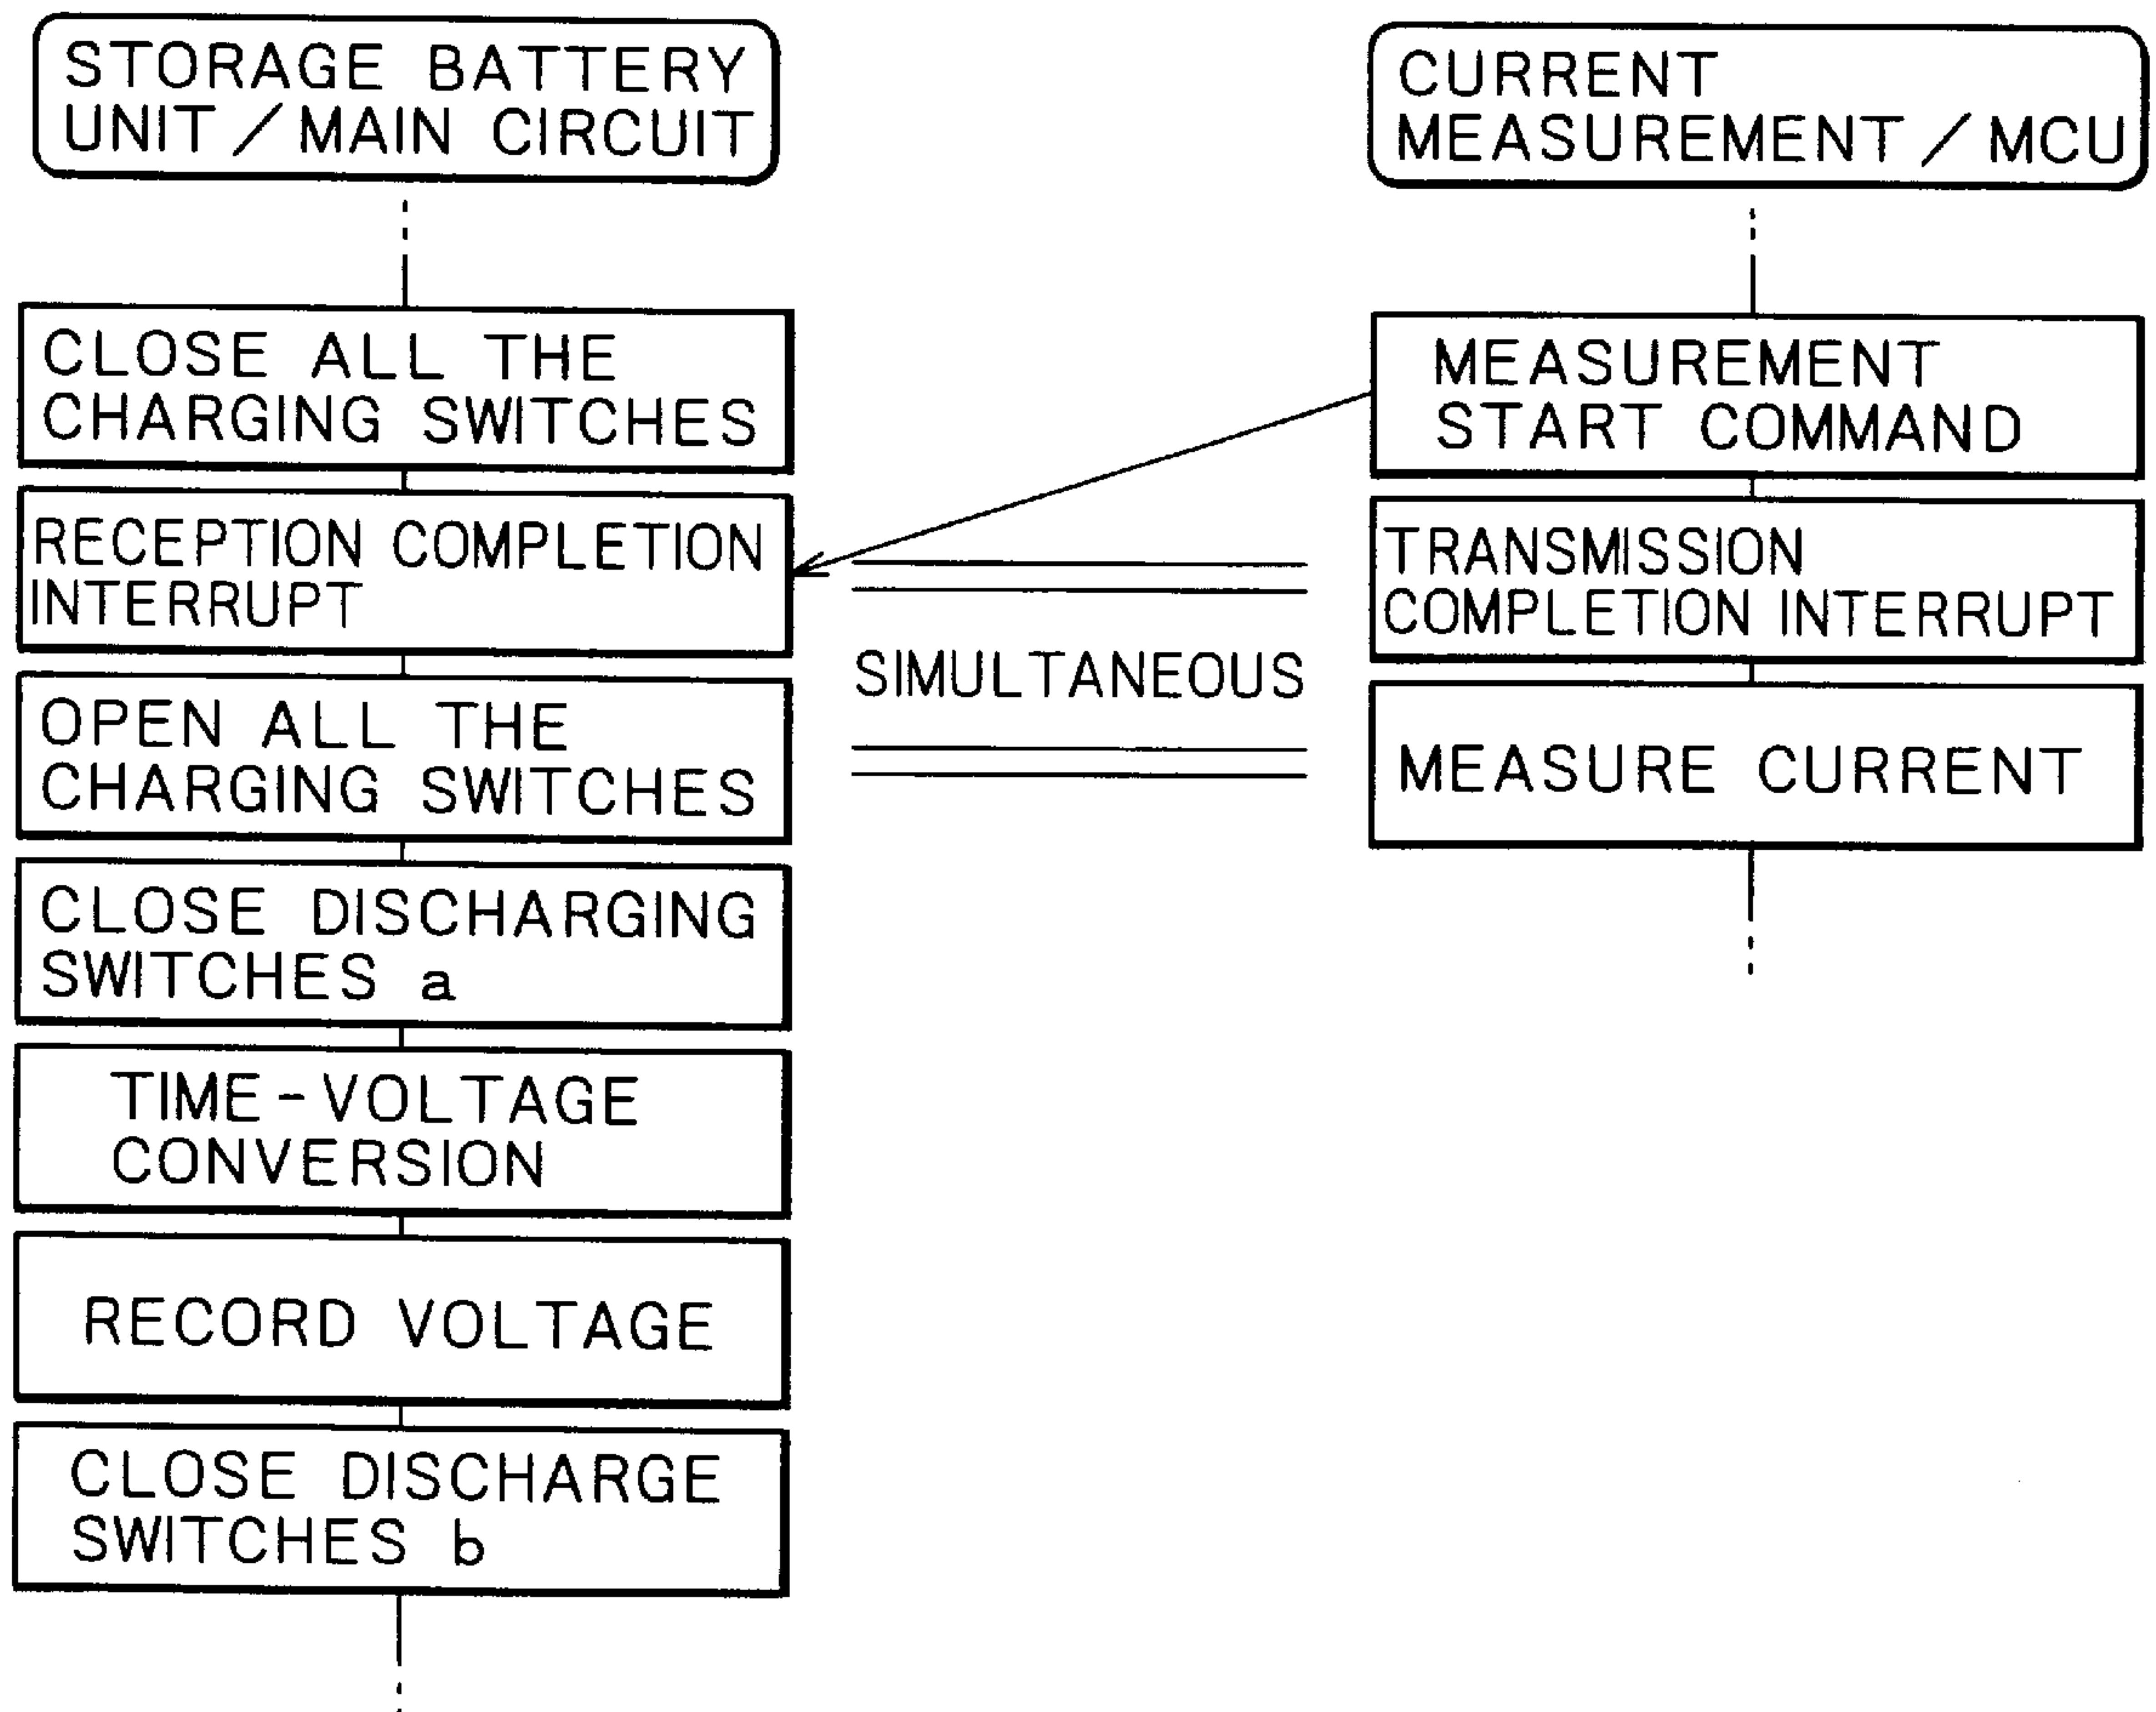 STORAGE BATTERY
UNIT / MAIN CIRCUIT
CURRENT
MEASUREMENT / MCU
CLOSE ALL THE
CHARGING SWITCHES
MEASUREMENT
START COMMAND
RECEPTION COMPLETION
INTERRUPT
TRANSMISSION
COMPLETION INTERRUPT
SIMULTANEOUS
OPEN ALL THE
CHARGING SWITCHES
MEASURE CURRENT
CLOSE DISCHARGING
SWITCHES a
TIME-VOLTAGE
CONVERSION
RECORD VOLTAGE
CLOSE DISCHARGE
SWITCHES b